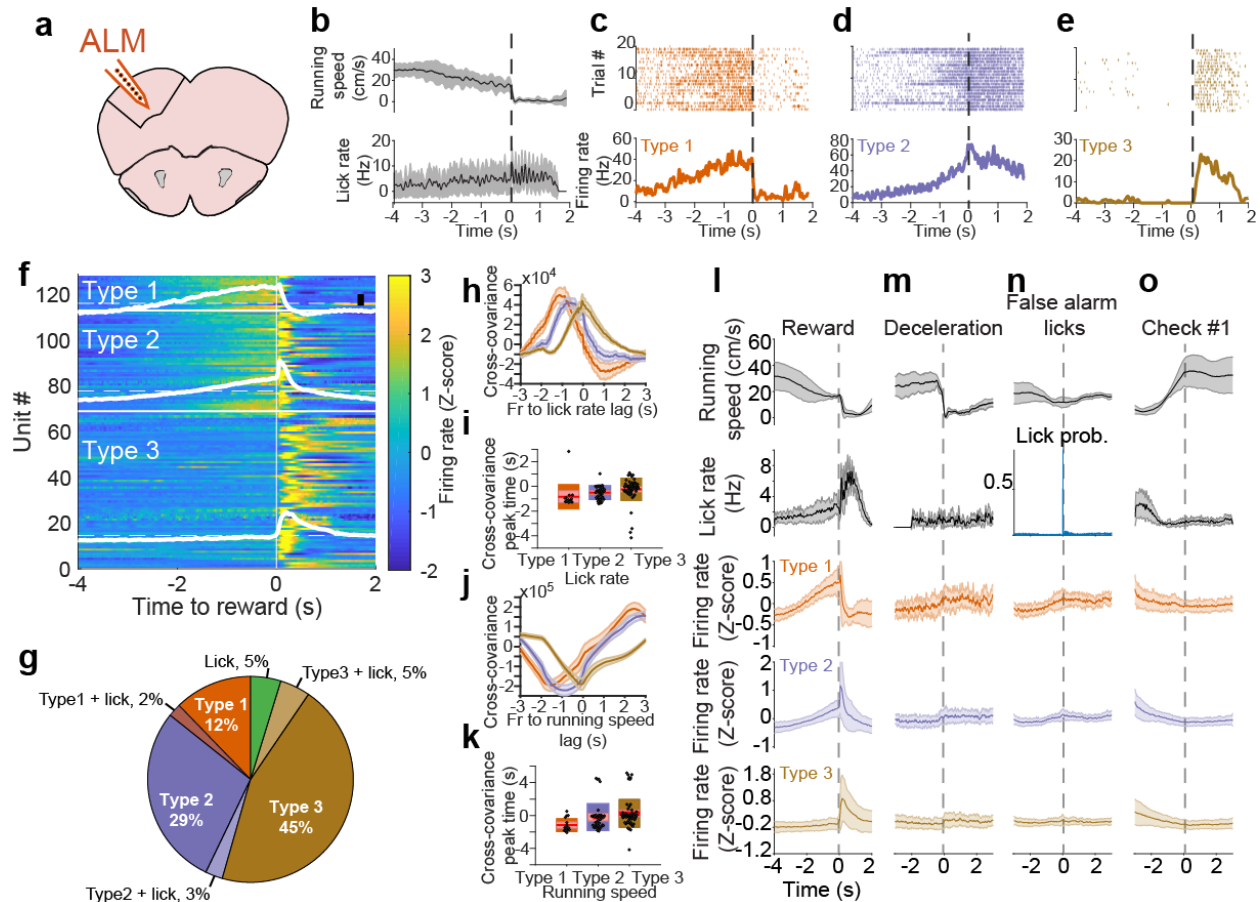 a
ALM
b
Running
speed
(cm/s)
60
40
20
0
-4 -3 -2 -1 0 1 2
Lick rate
(Hz)
20
10
0
-4 -3 -2 -1 0 1 2
Time (s)
c
Trial #
20
10
0
Firing rate
(Hz)
Type 1
60
40
20
0
-4 -3 -2 -1 0 1 2
Time (s)
d
Type 2
80
60
40
20
0
-4 -3 -2 -1 0 1 2
Time (s)
e
Type 3
30
20
10
0
-4 -3 -2 -1 0 1 2
Time (s)
f
Unit #
120
100
80
60
40
20
0
Type 1
Type 2
Type 3
-4 -2 0 2
Time to reward (s)
3
2
1
0
-1
-2
Firing rate (Z-score)
g
Lick, 5%
Type3 + lick, 5%
Type1 + lick, 2%
Type 1
12%
Type 2
29%
Type 3
45%
Type2 + lick, 3%
h
×10⁴
Cross-covariance
6
4
2
0
-2
-4
-3 -2 -1 0 1 2 3
Fr to lick rate lag (s)
i
Cross-covariance
peak time (s)
Type 1 Type 2 Type 3
Lick rate
j
×10⁵
Cross-covariance
2
1
0
-1
-2
-3 -2 -1 0 1 2 3
Fr to running speed
lag (s)
k
Cross-covariance
peak time (s)
4
0
-4
Type 1 Type 2 Type 3
Running speed
l
Reward
m
Deceleration
n
False alarm
licks
o
Check #1
Running
speed (cm/s)
60
40
20
0
Lick rate
(Hz)
8
4
0
Lick prob.
0.5
Firing rate
(Z-score)
Type 1
1
0.5
0
-0.5
-1
Firing rate
(Z-score)
Type 2
2
1
0
-1
Firing rate
(Z-score)
Type 3
1.8
0.8
-0.2
-1.2
-4 -2 0 2
-2 0 2
-2 0 2
-2 0 2
Time (s)